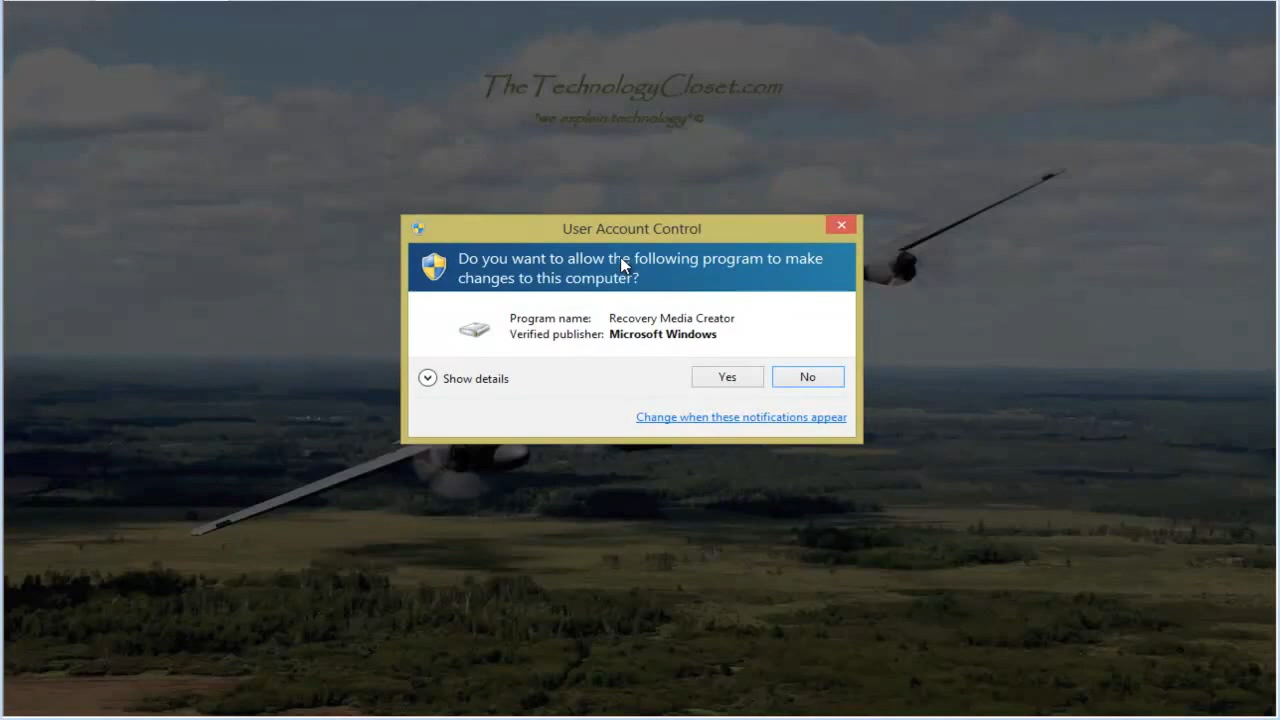 TheTechnologyCloset.com
"we explain technology"©
User Account Control
Do you want to allow the following program to make
changes to this computer?
Program name: Recovery Media Creator
Verified publisher: Microsoft Windows
Show details
Yes
No
Change when these notifications appear